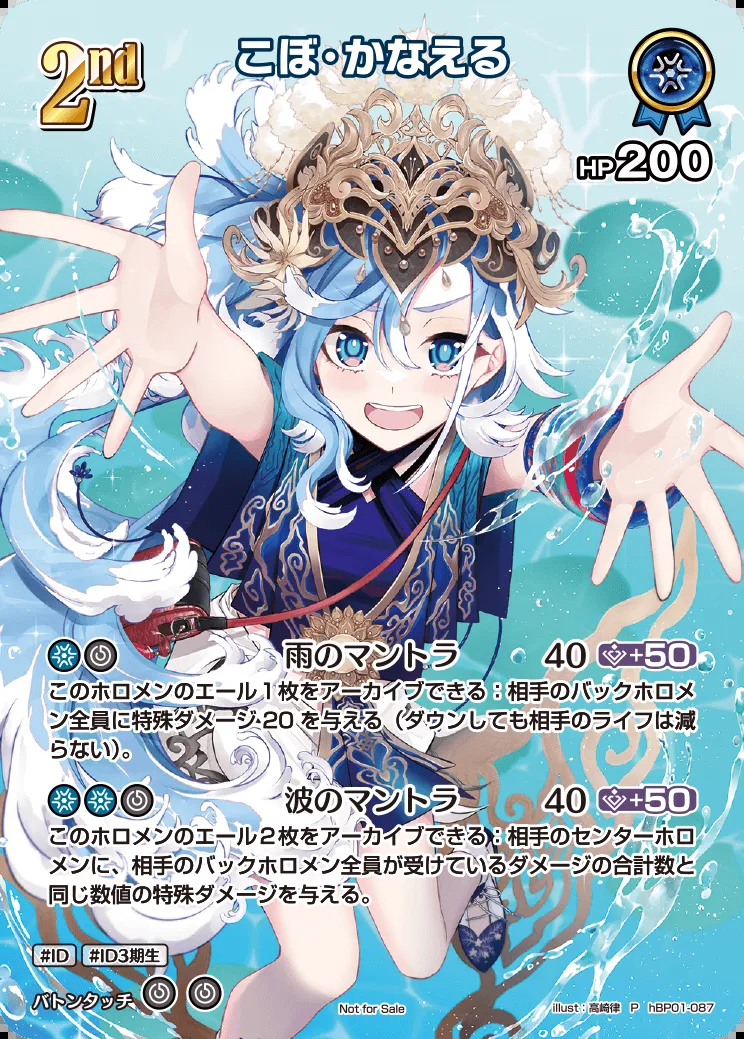 2nd
こぼ・かなえる
HP200
雨のマントラ 40 +50
このホロメンのエール1枚をアーカイブできる：相手のバックホロメ
ン全員に特殊ダメージ20を与える（ダウンしても相手のライフは減
らない）。
波のマントラ 40 +50
このホロメンのエール2枚をアーカイブできる：相手のセンターホロ
メンに、相手のバックホロメン全員が受けているダメージの合計数と
同じ数値の特殊ダメージを与える。
#ID #ID3期生
バトンタッチ
Not for Sale
illust：高崎律 P hBP01-087